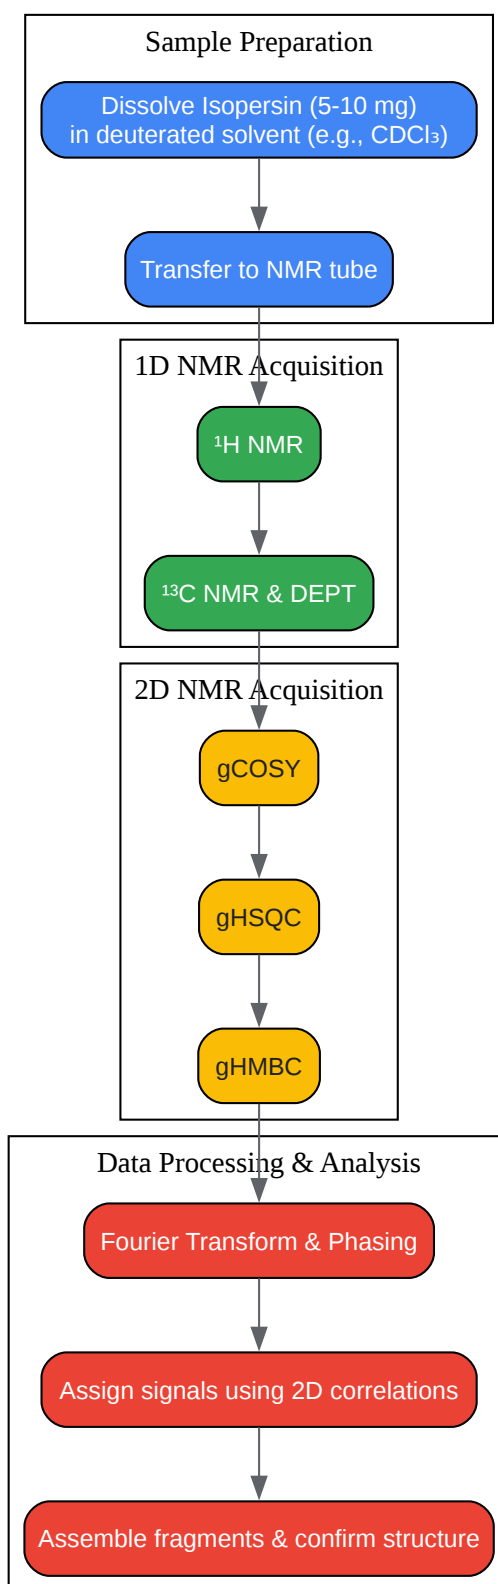 Sample Preparation
Dissolve Isopersin (5-10 mg)
in deuterated solvent (e.g., CDCl₃)
Transfer to NMR tube
1D NMR Acquisition
¹H NMR
¹³C NMR & DEPT
2D NMR Acquisition
gCOSY
gHSQC
gHMBC
Data Processing & Analysis
Fourier Transform & Phasing
Assign signals using 2D correlations
Assemble fragments & confirm structure